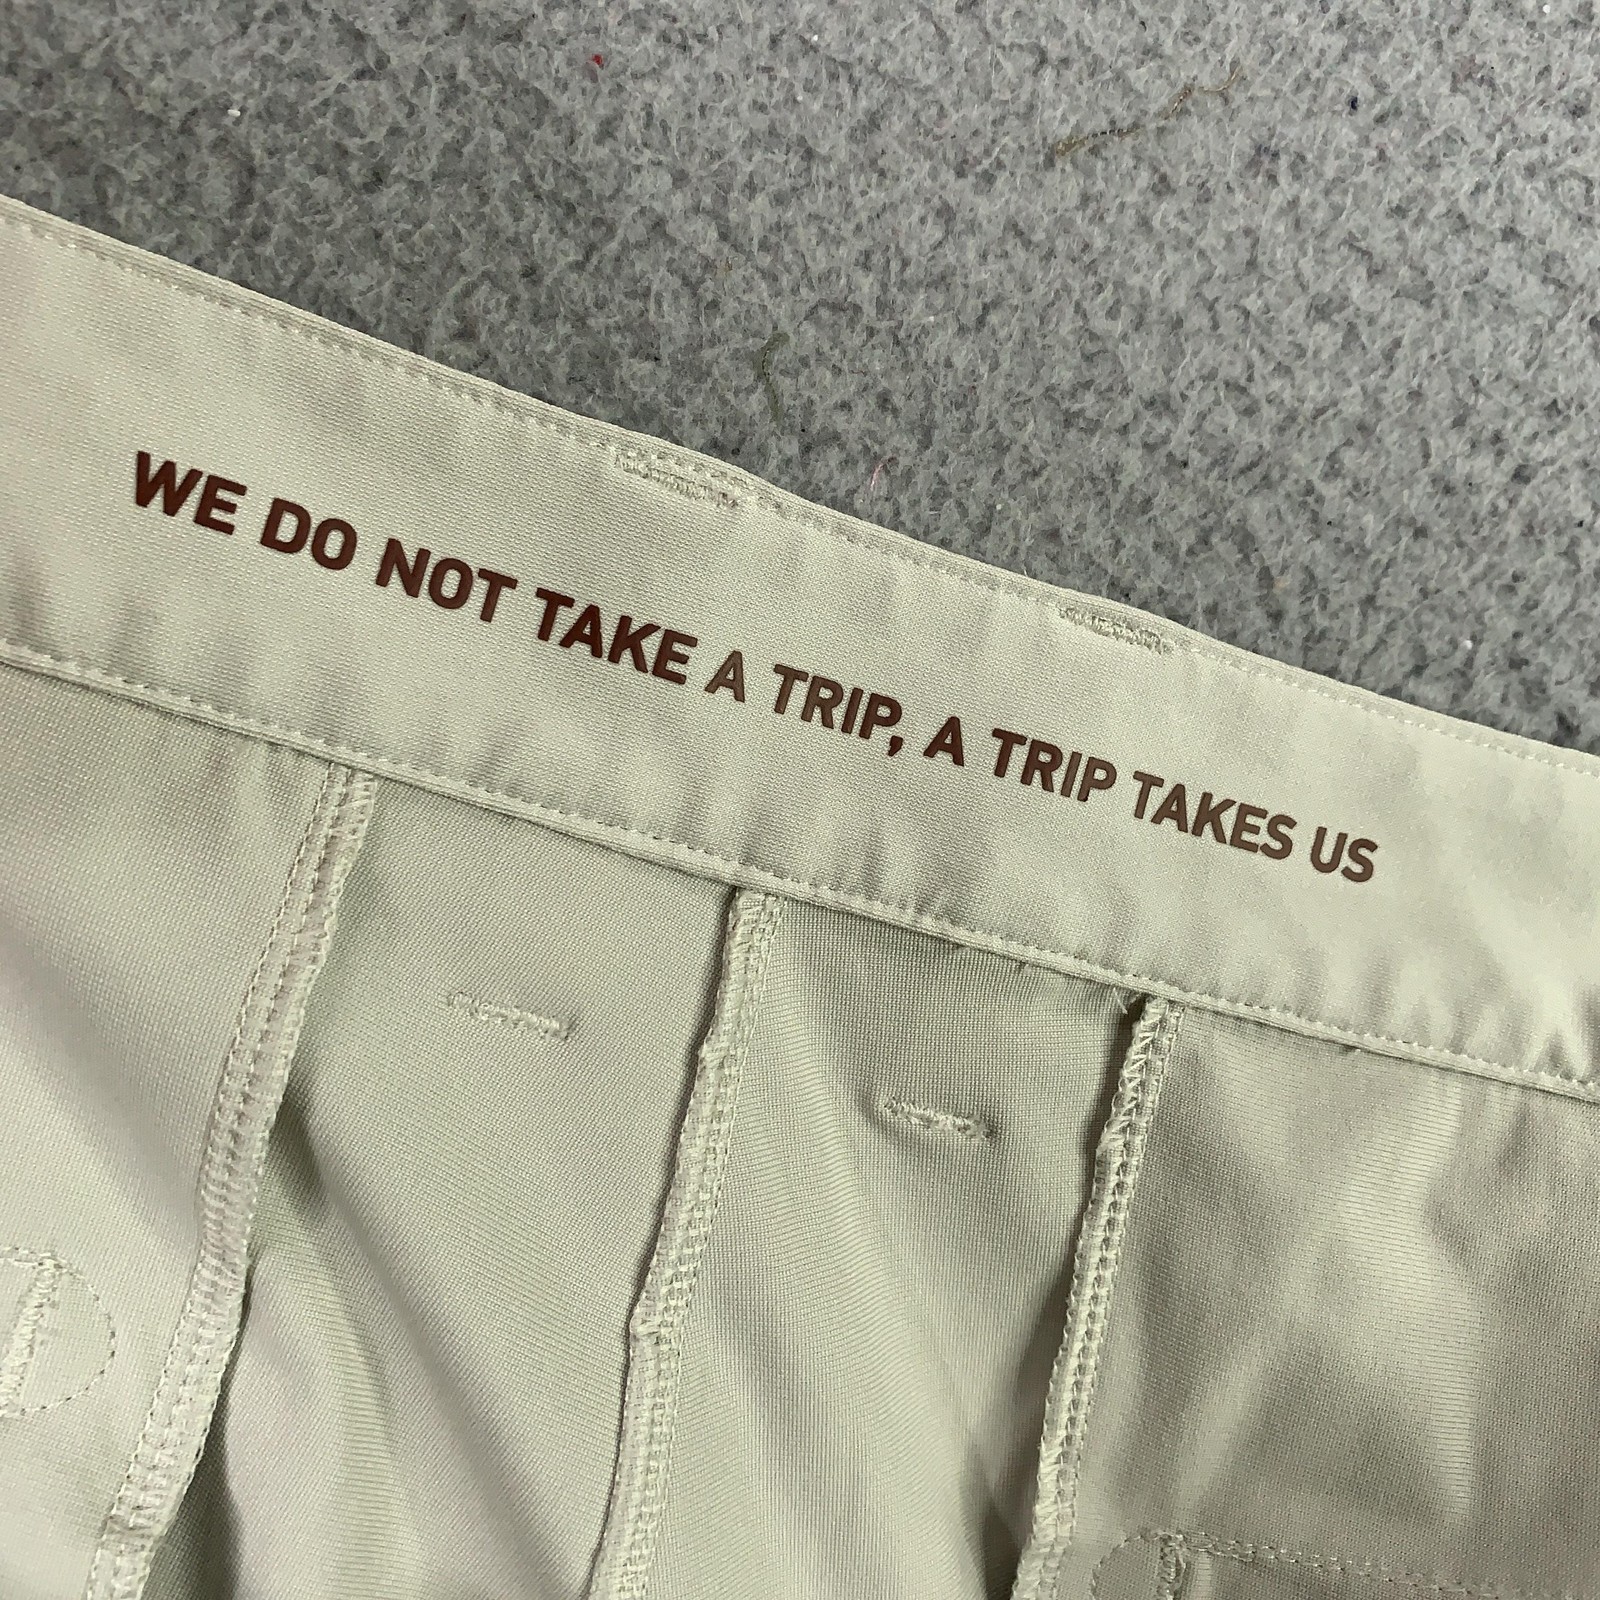 WE DO NOT TAKE A TRIP, A TRIP TAKES US